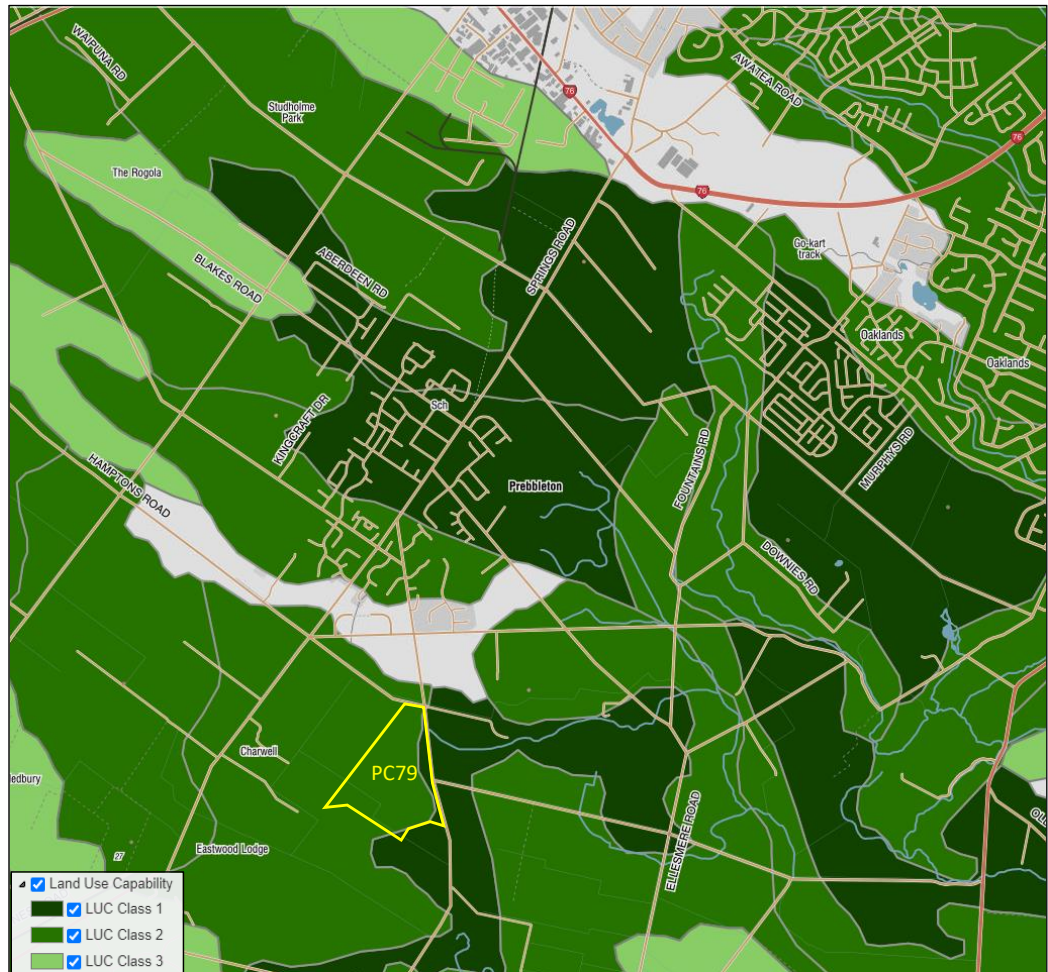 WAIPUNA RD
Studholme
Park
The Rogola
BLAKES ROAD
ABERDEEN RD
SPRINGS ROAD
76
76
76
AWATEA ROAD
Go-kart
track
Oaklands
Oaklands
Sch
KINGCRAFT DR
HAMPTONS ROAD
Prebbleton
FOUNTAINS RD
MURPHYS RD
DOWNIES RD
Charwell
PC79
ledbury
Eastwood Lodge
27
ELLESMERE ROAD
Land Use Capability
LUC Class 1
LUC Class 2
LUC Class 3